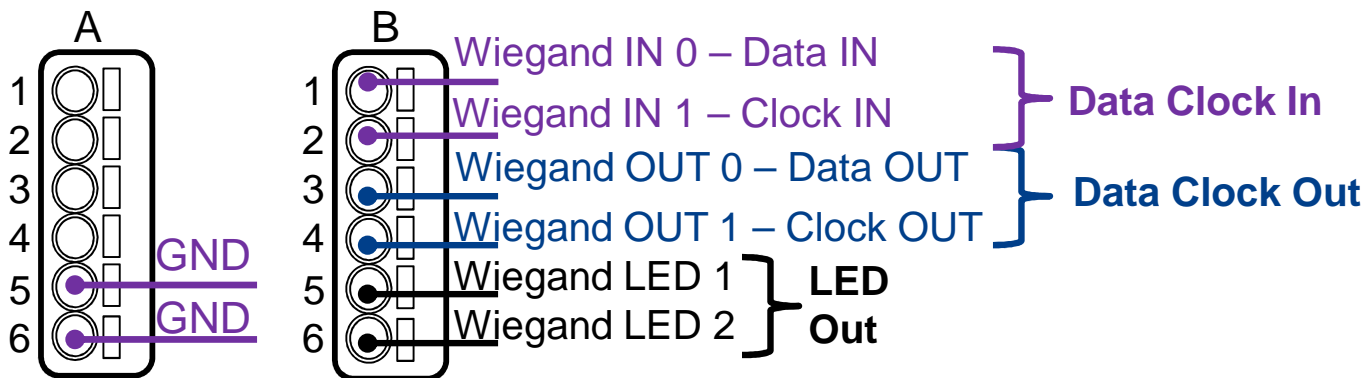 A
1
2
3
4
5
6
GND
GND
B
1
2
3
4
5
6
Wiegand IN 0 – Data IN
Wiegand IN 1 – Clock IN
Wiegand OUT 0 – Data OUT
Wiegand OUT 1 – Clock OUT
Wiegand LED 1
Wiegand LED 2
Data Clock In
Data Clock Out
LED
Out